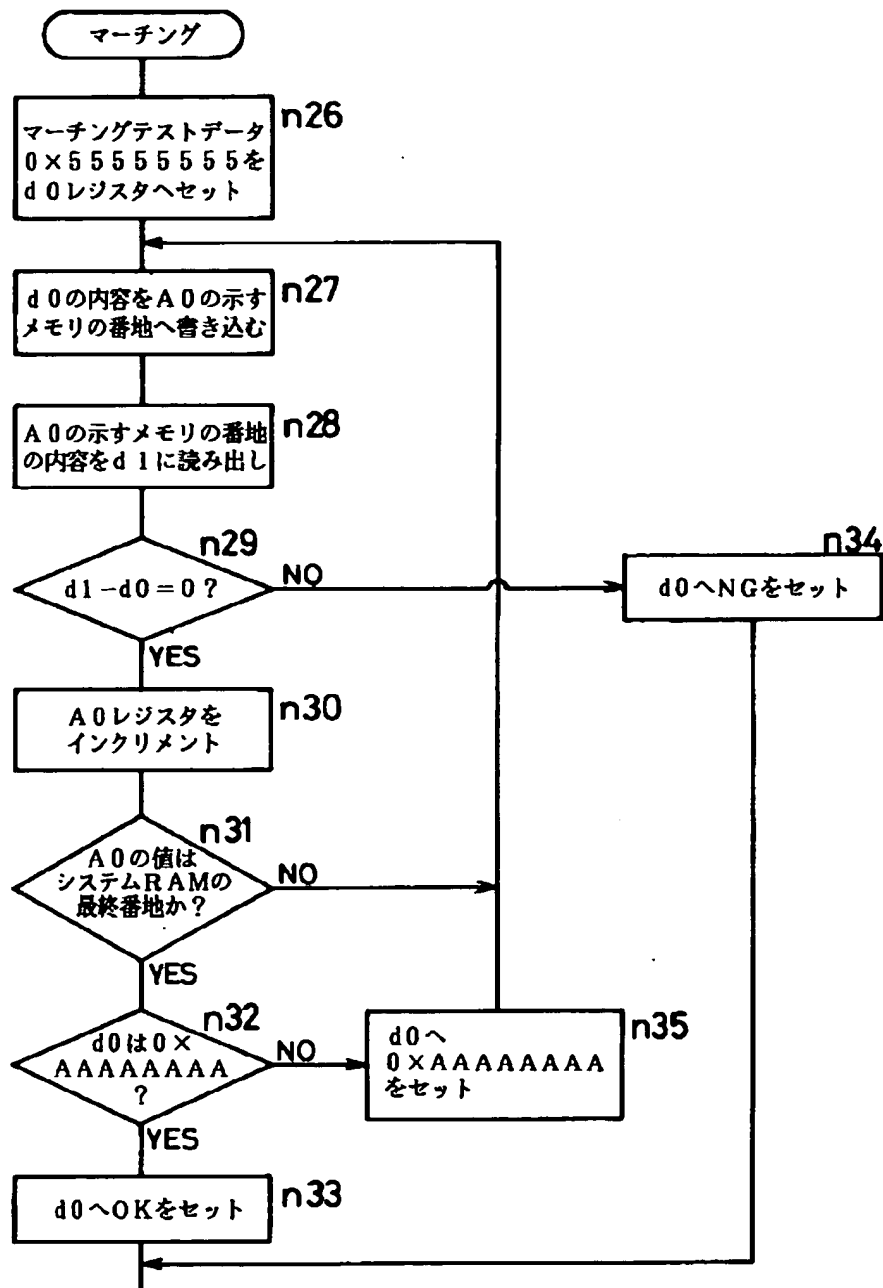 マーチング
n26
マーチングテストデータ
0×55555555を
d0レジスタへセット
n27
d0の内容をA0の示す
メモリの番地へ書き込む
n28
A0の示すメモリの番地
の内容をd1に読み出し
n29
d1-d0=0?
NO
YES
n34
d0へNGをセット
n30
A0レジスタを
インクリメント
n31
A0の値は
システムRAMの
最終番地か?
NO
YES
n32
d0は0×
AAAAAAAA
?
NO
YES
n35
d0へ
0×AAAAAAAA
をセット
n33
d0へOKをセット